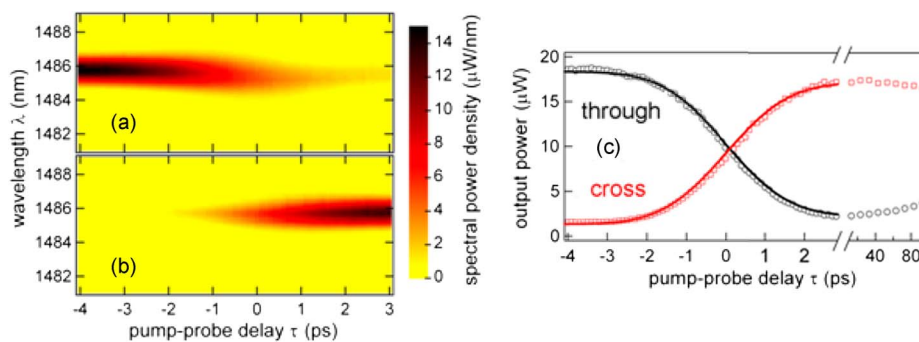 1488
1486
1484
1481
(a)
1488
1486
1484
1481
(b)
wavelength λ (nm)
-4 -3 -2 -1 0 1 2 3
pump-probe delay τ (ps)
14
12
10
8
6
4
2
0
spectral power density (μW/nm)
20
15
10
5
0
output power (μW)
through
(c)
cross
-4 -3 -2 -1 0 1 2 40 80
pump-probe delay τ (ps)